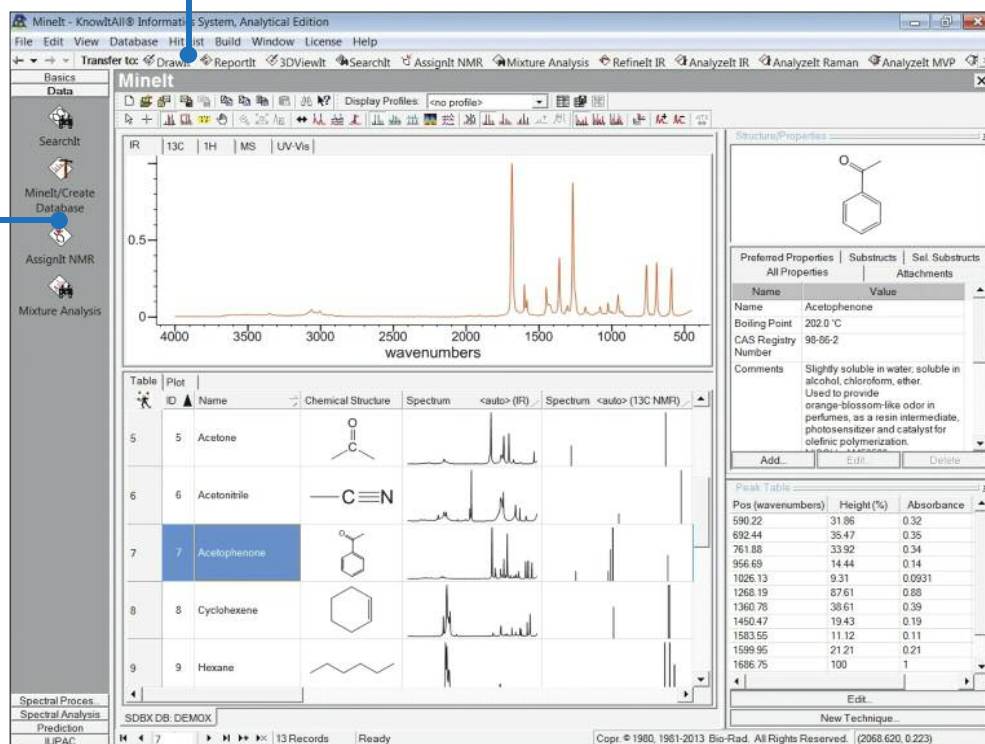 MineIt - KnowItAll® Informatics System, Analytical Edition
File Edit View Database Hit List Build Window License Help
Transfer to: DrawIt ReportIt 3DViewIt SearchIt AssignIt NMR Mixture Analysis RefineIt IR AnalyzeIt IR AnalyzeIt Raman AnalyzeIt MVP
Basics
Data
SearchIt
MineIt/Create
Database
AssignIt NMR
Mixture Analysis
Spectral Proces...
Spectral Analysis
Prediction
IUPAC
MineIt
Display Profiles: <no profile>
IR 13C 1H MS UV-Vis
0.5
0
4000 3500 3000 2500 2000 1500 1000 500
wavenumbers
Table Plot
ID Name Chemical Structure Spectrum <auto> (IR) Spectrum <auto> (13C NMR)
5 5 Acetone O
6 6 Acetonitrile C N
7 7 Acetophenone O
8 8 Cyclohexene
9 9 Hexane
SDBX DB: DEMOX
7 13 Records Ready Copr. © 1980, 1981-2013 Bio-Rad. All Rights Reserved. (2068.620, 0.223)
Structure/Properties
O
Preferred Properties Substructs Sel. Substructs
All Properties Attachments
Name Value
Name Acetophenone
Boiling Point 202.0 °C
CAS Registry Number 98-86-2
Comments Slightly soluble in water; soluble in
alcohol, chloroform, ether.
Used to provide
orange-blossom-like odor in
perfumes, as a resin intermediate,
photosensitizer and catalyst for
olefinic polymerization.
Add... Edit... Delete
Peak Table
Pos (wavenumbers) Height (%) Absorbance
590.22 31.86 0.32
692.44 35.47 0.35
761.88 33.92 0.34
956.69 14.44 0.14
1026.13 9.31 0.0931
1268.19 87.61 0.88
1360.78 38.61 0.39
1450.47 19.43 0.19
1583.55 11.12 0.11
1599.95 21.21 0.21
1686.75 100 1
Edit...
New Technique...